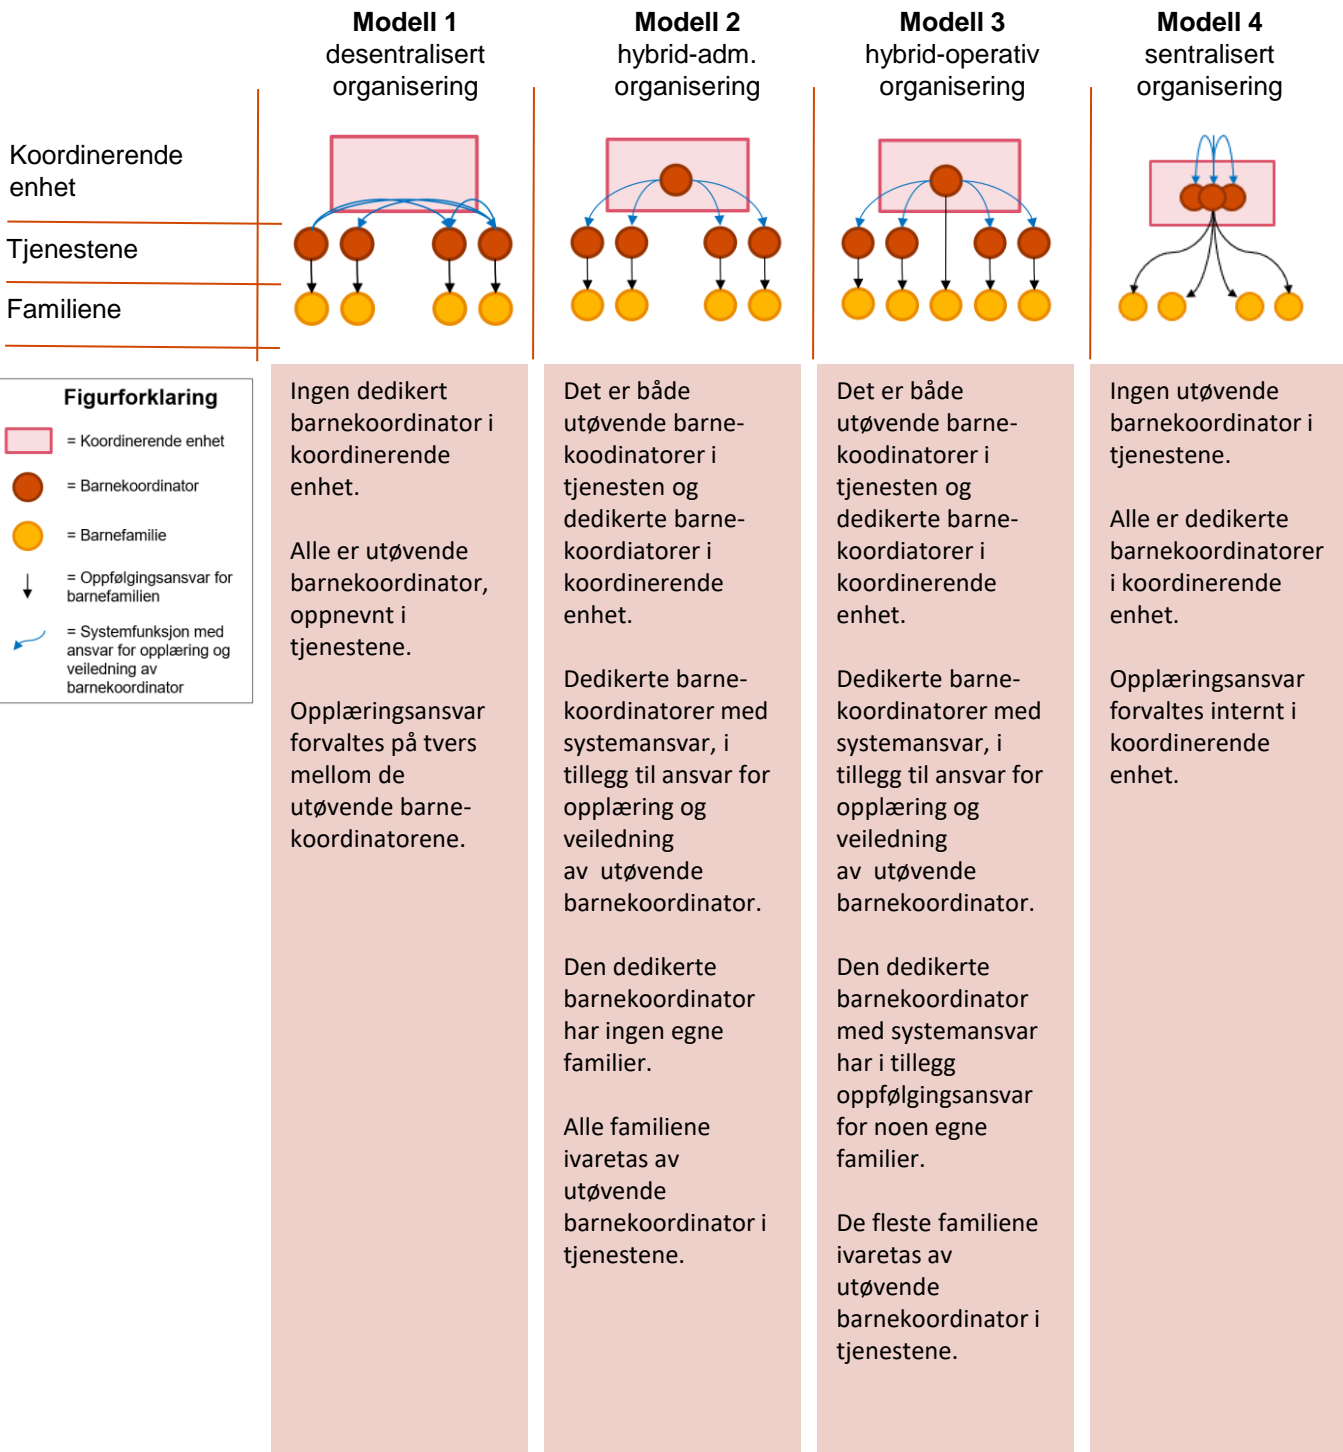 Modell 1
desentralisert
organisering
Modell 2
hybrid-adm.
organisering
Modell 3
hybrid-operativ
organisering
Modell 4
sentralisert
organisering
Koordinerende
enhet
Tjenestene
Familiene
Figurforklaring
= Koordinerende enhet
= Barnekoordinator
= Barnefamilie
= Oppfølgingsansvar for
barnefamilien
= Systemfunksjon med
ansvar for opplæring og
veiledning av
barnekoordinator
Ingen dedikert
barnekoordinator i
koordinerende
enhet.
Alle er utøvende
barnekoordinator,
oppnevnt i
tjenestene.
Opplæringsansvar
forvaltes på tvers
mellom de
utøvende barne-
koordinatorene.
Det er både
utøvende barne-
koodinatorer i
tjenesten og
dedikerte barne-
koordiatorer i
koordinerende
enhet.
Dedikerte barne-
koordinatorer med
systemansvar, i
tillegg til ansvar for
opplæring og
veiledning
av  utøvende
barnekoordinator.
Den dedikerte
barnekoordinator
har ingen egne
familier.
Alle familiene
ivaretas av
utøvende
barnekoordinator i
tjenestene.
Det er både
utøvende barne-
koodinatorer i
tjenesten og
dedikerte barne-
koordiatorer i
koordinerende
enhet.
Dedikerte barne-
koordinatorer med
systemansvar, i
tillegg til ansvar for
opplæring og
veiledning
av  utøvende
barnekoordinator.
Den dedikerte
barnekoordinator
med systemansvar
har i tillegg
oppfølgingsansvar
for noen egne
familier.
De fleste familiene
ivaretas av
utøvende
barnekoordinator i
tjenestene.
Ingen utøvende
barnekoordinator i
tjenestene.
Alle er dedikerte
barnekoordinatorer
i koordinerende
enhet.
Opplæringsansvar
forvaltes internt i
koordinerende
enhet.